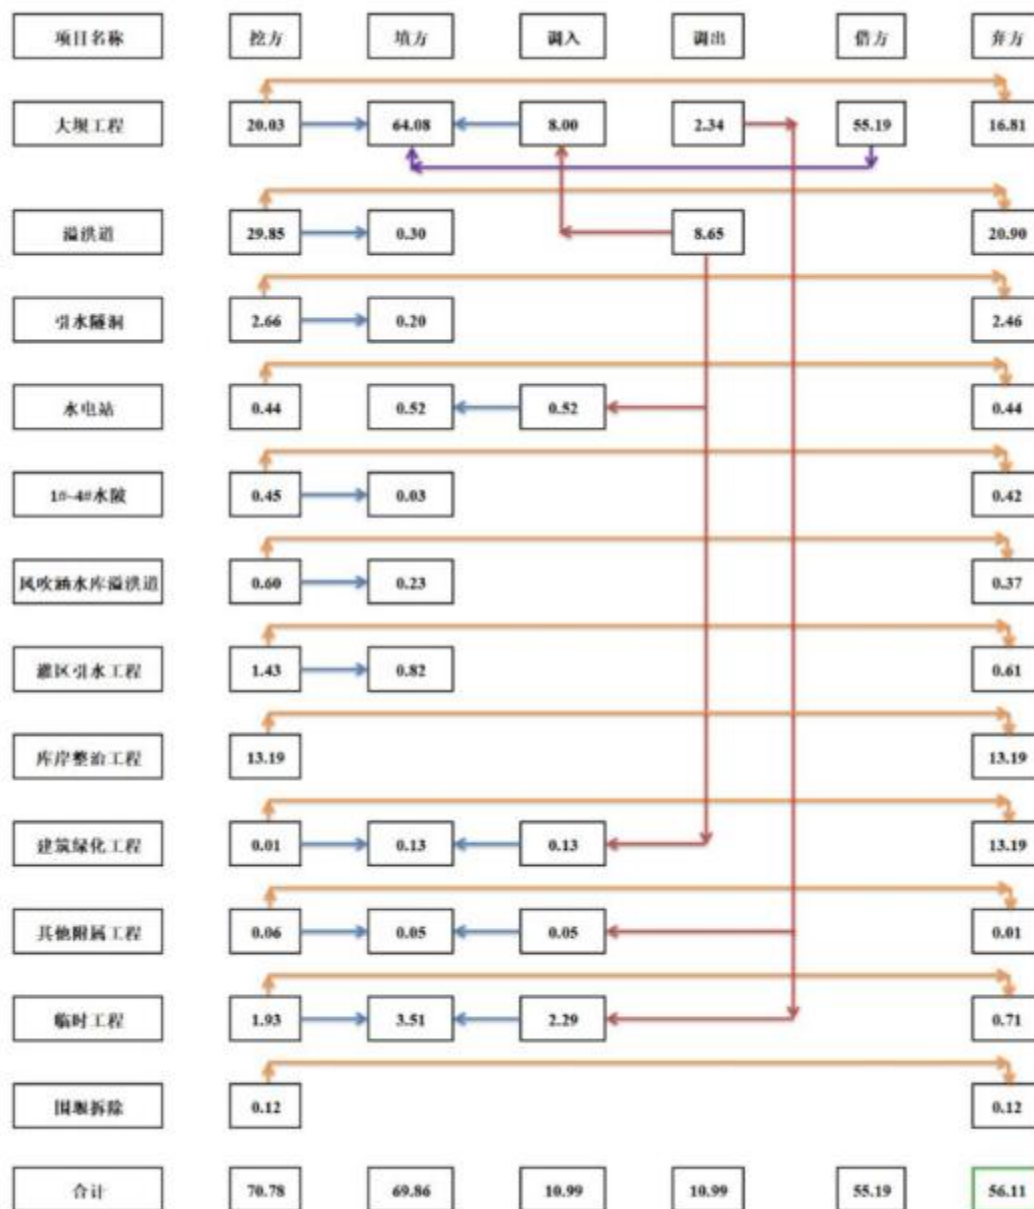 项目名称 挖方 填方 调入 调出 借方 弃方
大坝工程 20.03 64.08 8.00 2.34 55.19 16.81
溢洪道 29.85 0.30 8.65 20.90
引水隧洞 2.66 0.20 2.46
水电站 0.44 0.52 0.52 0.44
1#-4#水陂 0.45 0.03 0.42
风吹涵水库溢洪道 0.60 0.23 0.37
灌区引水工程 1.43 0.82 0.61
库岸整治工程 13.19 13.19
建筑绿化工程 0.01 0.13 0.13 13.19
其他附属工程 0.06 0.05 0.05 0.01
临时工程 1.93 3.51 2.29 0.71
围堰拆除 0.12 0.12
合计 70.78 69.86 10.99 10.99 55.19 56.11